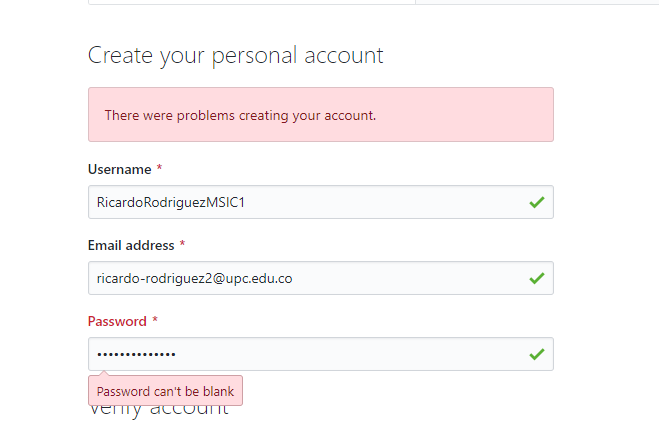 Create your personal account
There were problems creating your account.
Username *
RicardoRodriguezMSIC1
Email address *
ricardo-rodriguez2@upc.edu.co
Password *
••••••••••••••
Password can't be blank
Verify account